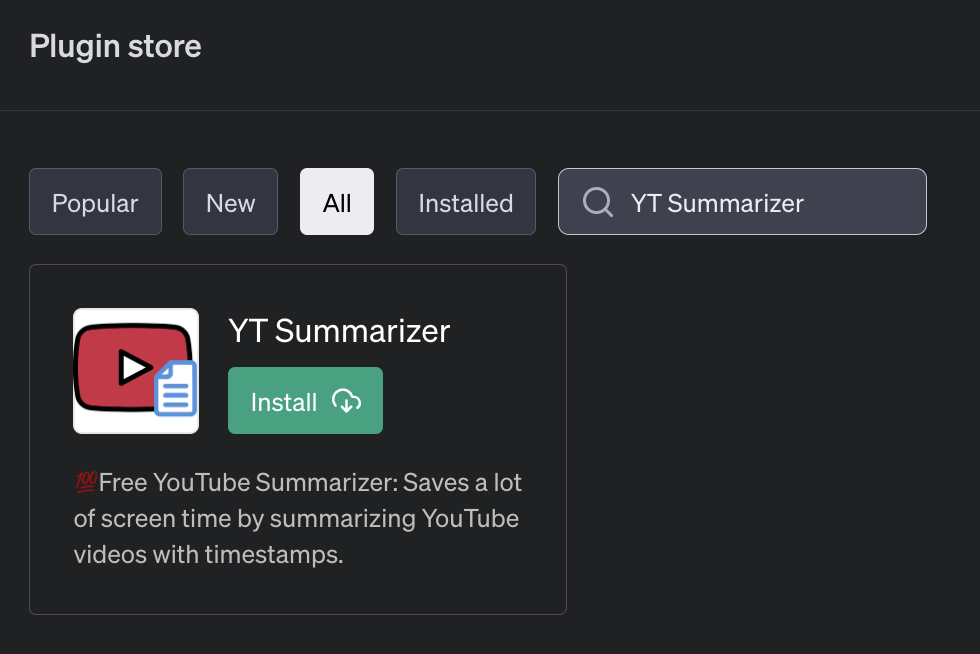 Plugin store
Popular
New
All
Installed
YT Summarizer
YT Summarizer
Install
💯Free YouTube Summarizer: Saves a lot
of screen time by summarizing YouTube
videos with timestamps.